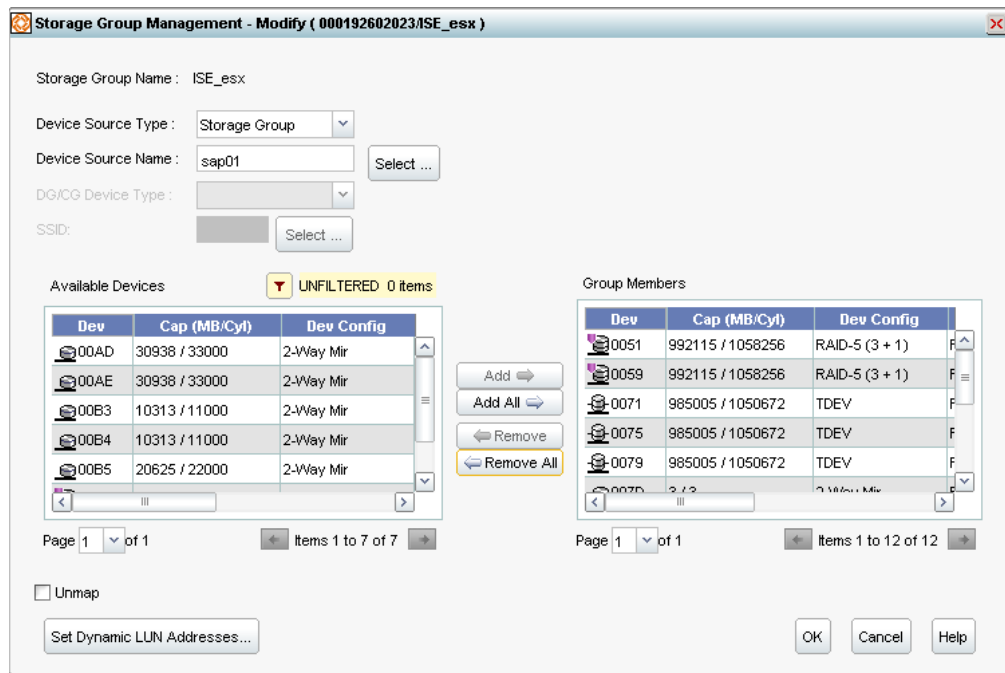 Storage Group Management - Modify ( 000192602023/ISE_esx )
Storage Group Name : ISE_esx
Device Source Type : Storage Group
Device Source Name : sap01 Select ...
DG/CG Device Type :
SSID: Select ...
Available Devices UNFILTERED 0 items
Dev Cap (MB/Cyl) Dev Config
00AD 30938 / 33000 2-Way Mir
00AE 30938 / 33000 2-Way Mir
00B3 10313 / 11000 2-Way Mir
00B4 10313 / 11000 2-Way Mir
00B5 20625 / 22000 2-Way Mir
Page 1 of 1 Items 1 to 7 of 7
Add
Add All
Remove
Remove All
Group Members
Dev Cap (MB/Cyl) Dev Config
0051 992115 / 1058256 RAID-5 (3 + 1)
0059 992115 / 1058256 RAID-5 (3 + 1)
0071 985005 / 1050672 TDEV
0075 985005 / 1050672 TDEV
0079 985005 / 1050672 TDEV
007D 3 / 3 2-Way Mir
Page 1 of 1 Items 1 to 12 of 12
Unmap
Set Dynamic LUN Addresses...
OK Cancel Help